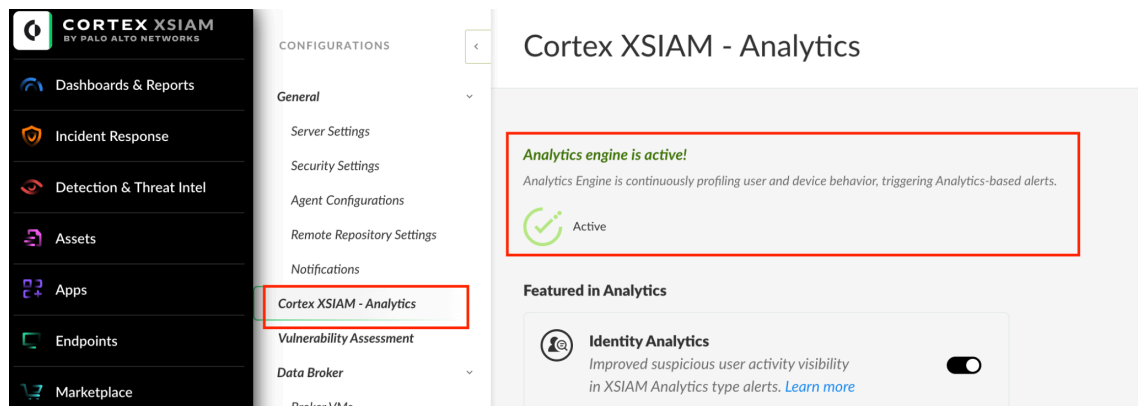 CORTEX XSIAM
BY PALO ALTO NETWORKS
Dashboards & Reports
Incident Response
Detection & Threat Intel
Assets
Apps
Endpoints
Marketplace
CONFIGURATIONS
General
Server Settings
Security Settings
Agent Configurations
Remote Repository Settings
Notifications
Cortex XSIAM - Analytics
Vulnerability Assessment
Data Broker
Broker VMs
Cortex XSIAM - Analytics
Analytics engine is active!
Analytics Engine is continuously profiling user and device behavior, triggering Analytics-based alerts.
Active
Featured in Analytics
Identity Analytics
Improved suspicious user activity visibility
in XSIAM Analytics type alerts. Learn more